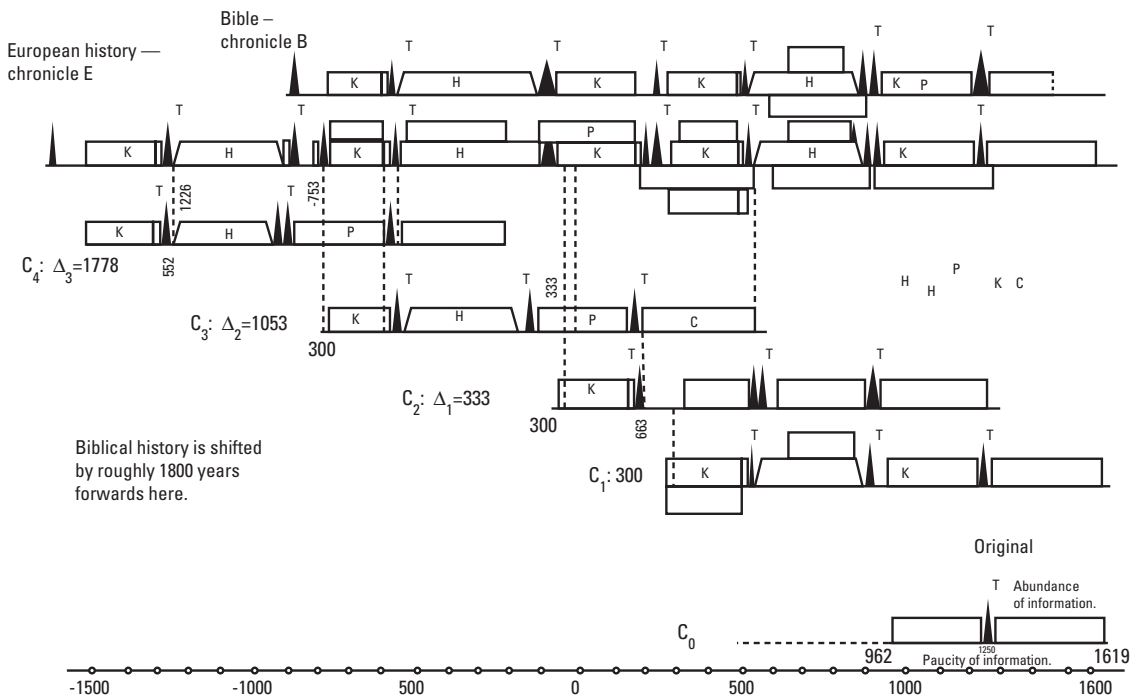 Bible –
chronicle B
European history —
chronicle E
T T T T T T
K H K K H K P
T T T T T T
P
K H K H K K H K
1226
-753
T T
K H P
C4: Δ3=1778
552
H H P K C
T T 333 T
C3: Δ2=1053
K H P C
300
T T T
C2: Δ1=333
K
300
663
Biblical history is shifted
by roughly 1800 years
forwards here.
T T T
C1: 300
K K
Original
T Abundance
of information.
C0
962 1250 1619
Paucity of information.
-1500 -1000 500 0 500 1000 1600